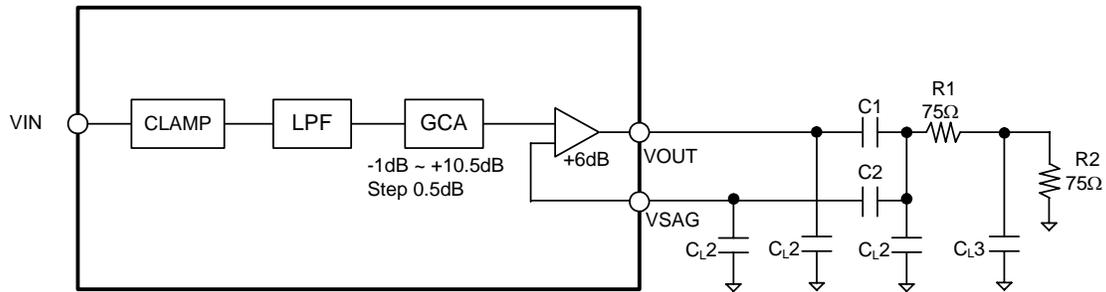 VIN
CLAMP
LPF
GCA
-1dB ~ +10.5dB
Step 0.5dB
+6dB
VOUT
VSAG
C1
C2
R1
75Ω
R2
75Ω
CL2
CL2
CL2
CL3